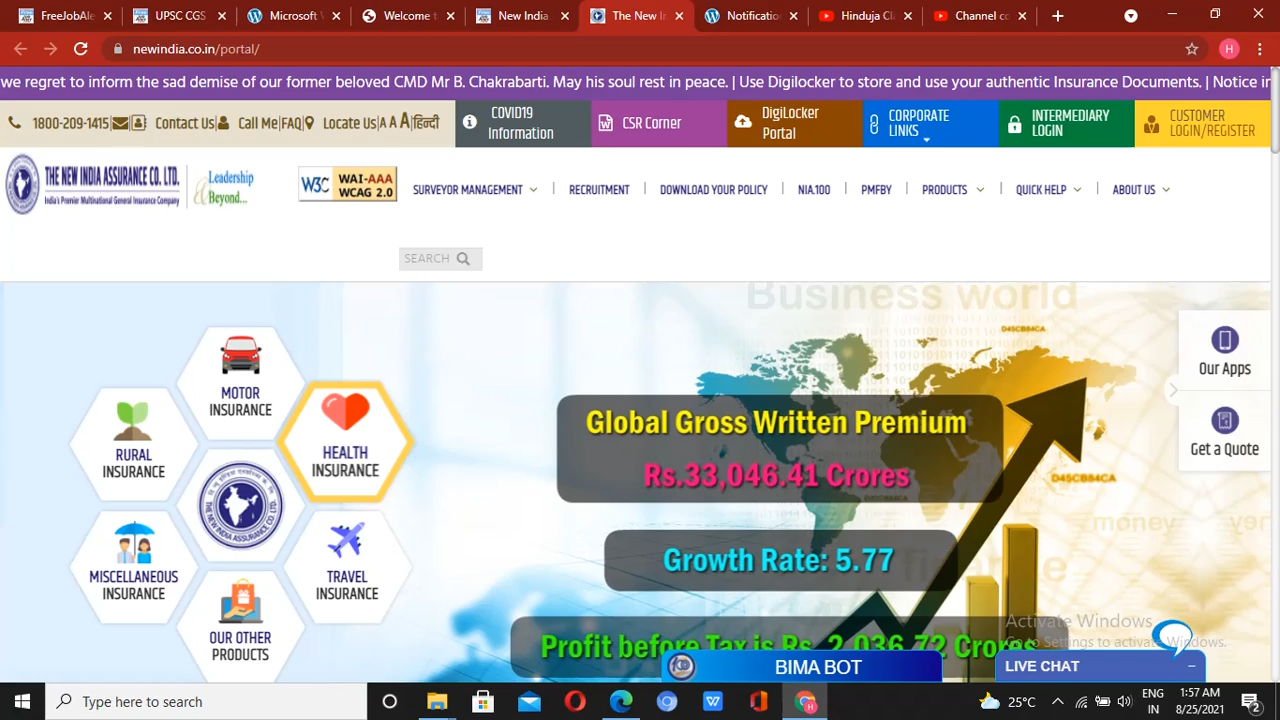 FreeJobAle
UPSC CGS
Microsoft
Welcome to
New India
The New In
Notification
Hinduja Cl
Channel co
newindia.co.in/portal/
we regret to inform the sad demise of our former beloved CMD Mr B. Chakrabarti. May his soul rest in peace. | Use Digilocker to store and use your authentic Insurance Documents. | Notice in
1800-209-1415| | Contact Us| Call Me|FAQ| Locate Us|A A A|हिन्दी
COVID19
Information
CSR Corner
DigiLocker
Portal
CORPORATE
LINKS
INTERMEDIARY
LOGIN
CUSTOMER
LOGIN/REGISTER
THE NEW INDIA ASSURANCE CO. LTD.
India's Premier Multinational General Insurance Company
Leadership
& Beyond...
W3C WAI-AAA
WCAG 2.0
SURVEYOR MANAGEMENT
RECRUITMENT
DOWNLOAD YOUR POLICY
NIA.100
PMFBY
PRODUCTS
QUICK HELP
ABOUT US
SEARCH
Business world
D45CB84CA
MOTOR
INSURANCE
RURAL
INSURANCE
HEALTH
INSURANCE
MISCELLANEOUS
INSURANCE
TRAVEL
INSURANCE
OUR OTHER
PRODUCTS
Global Gross Written Premium
Rs.33,046.41 Crores
D45CB84CA
money
Growth Rate: 5.77
Profit before Tax is Rs. 2,036.72 Crores
Our Apps
Get a Quote
Activate Windows
Go to Settings to activate Windows.
BIMA BOT
LIVE CHAT
Type here to search
25°C
ENG
IN
1:57 AM
8/25/2021
2